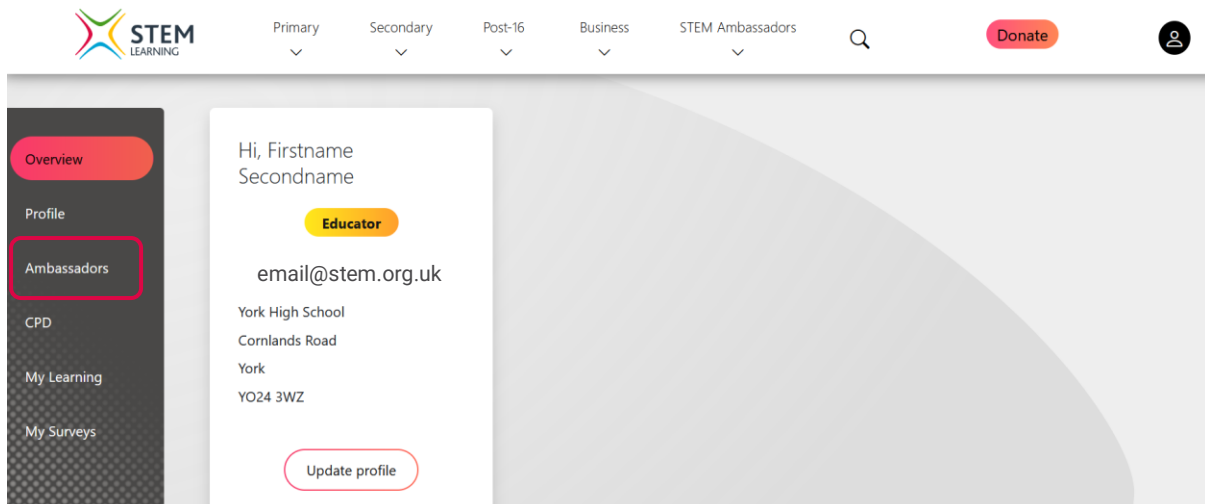 STEM
LEARNING
Primary
Secondary
Post-16
Business
STEM Ambassadors
Donate
Overview
Profile
Ambassadors
CPD
My Learning
My Surveys
Hi, Firstname
Secondname
Educator
email@stem.org.uk
York High School
Cornlands Road
York
YO24 3WZ
Update profile